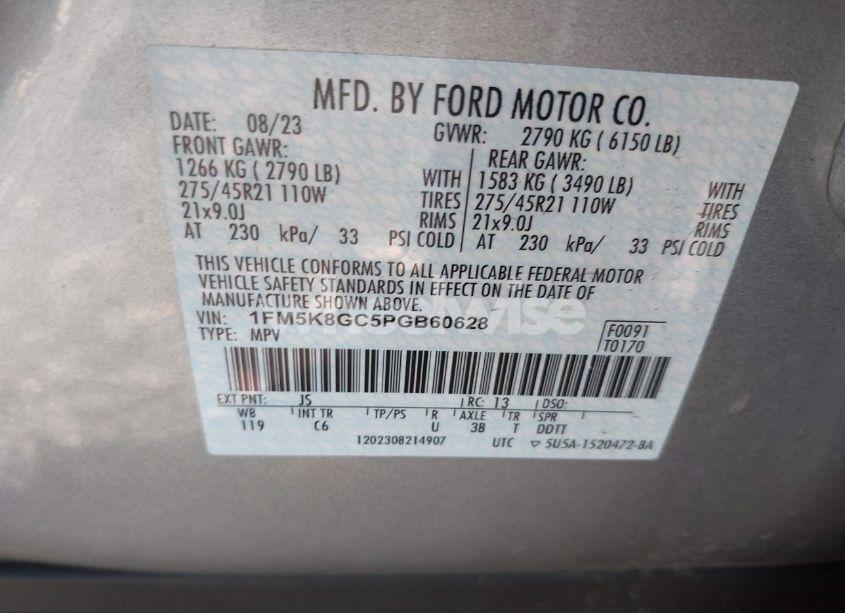 MFD. BY FORD MOTOR CO.
DATE: 08/23 GVWR: 2790 KG ( 6150 LB)
FRONT GAWR: REAR GAWR:
1266 KG ( 2790 LB) WITH 1583 KG ( 3490 LB) WITH
275/45R21 110W TIRES 275/45R21 110W TIRES
21x9.0J RIMS 21x9.0J RIMS
AT 230 kPa/ 33 PSI COLD AT 230 kPa/ 33 PSI COLD
THIS VEHICLE CONFORMS TO ALL APPLICABLE FEDERAL MOTOR
VEHICLE SAFETY STANDARDS IN EFFECT ON THE DATE OF
MANUFACTURE SHOWN ABOVE.
VIN: 1FM5K8GC5PGB60628 F0091
TYPE: MPV T0170
EXT PNT: JS RC: 13 DSO:
WB INT TR TP/PS R AXLE TR SPR
119 C6 U 3B T DDTT
1202308214907 UTC 5U5A-1520472-BA